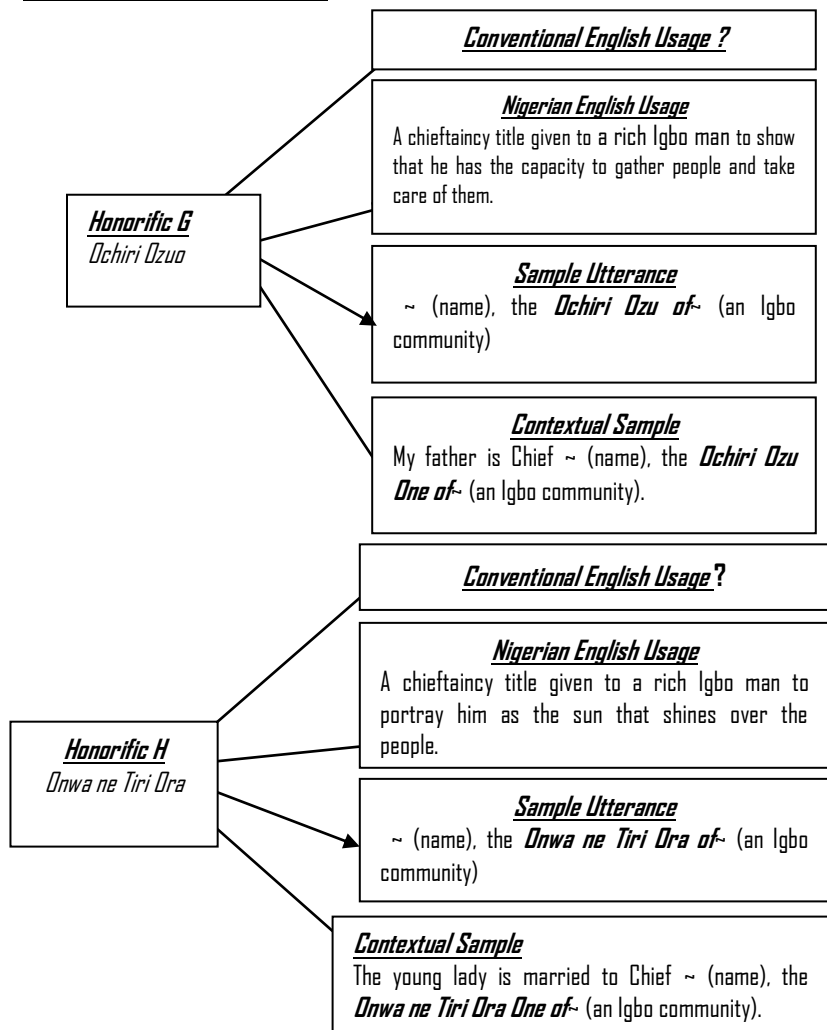 Conventional English Usage ?
Nigerian English Usage
A chieftaincy title given to a rich Igbo man to show
that he has the capacity to gather people and take
care of them.
Honorific G
Ochiri Ozuo
Sample Utterance
~ (name), the Ochiri Ozu of~ (an Igbo
community)
Contextual Sample
My father is Chief ~ (name), the Ochiri Ozu
One of~ (an Igbo community).
Conventional English Usage ?
Nigerian English Usage
A chieftaincy title given to a rich Igbo man to
portray him as the sun that shines over the
people.
Honorific H
Onwa ne Tiri Ora
Sample Utterance
~ (name), the Onwa ne Tiri Ora of~ (an Igbo
community)
Contextual Sample
The young lady is married to Chief ~ (name), the
Onwa ne Tiri Ora One of~ (an Igbo community).